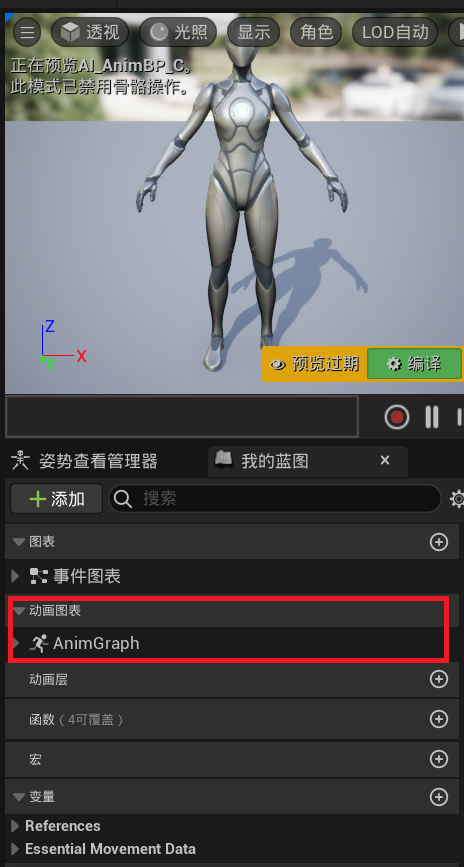 透视 光照 显示 角色 LOD自动
正在预览AI_AnimBP_C。
此模式已禁用骨骼操作。
Z
X
Y
预览过期 编译
姿势查看管理器 我的蓝图 ×
添加 搜索
图表
事件图表
动画图表
AnimGraph
动画层
函数（4可覆盖）
宏
变量
References
Essential Movement Data